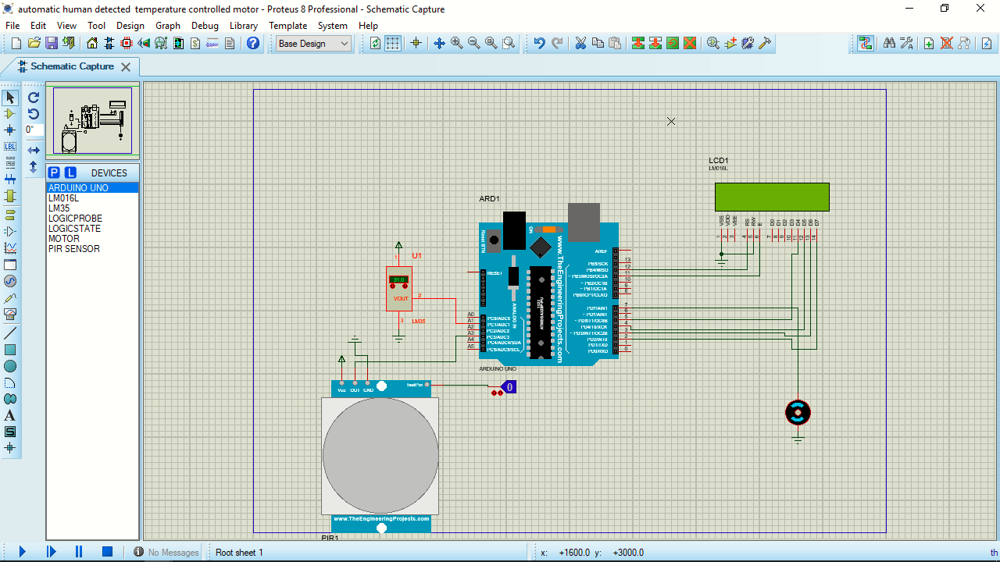 automatic human detected  temperature controlled motor - Proteus 8 Professional - Schematic Capture
File Edit View Tool Design Graph Debug Library Template System Help
Base Design
Schematic Capture
0°
LBL
P L DEVICES
ARDUINO UNO
LM016L
LM35
LOGICPROBE
LOGICSTATE
MOTOR
PIR SENSOR
A
S
LCD1
LM016L
VSS
VDD
VEE
RS
RW
E
D0
D1
D2
D3
D4
D5
D6
D7
1
2
3
4
5
6
7
8
9
10
11
12
13
14
ARD1
Reset BTN
ON
www.TheEngineeringProjects.com
ANALOG IN
RESET
AREF
PB5/SCK
PB4/MISO
~ PB3/MOSI/OC2A
~ PB2/OC1B
~ PB1/OC1A
PB0/ICP1/CLKO
13
12
11
10
9
8
PD7/AIN1
~ PD6/AIN1
PD4/T0/XCK
PD2/INT0
PD1/TXD
PD0/RXD
7
6
5
4
3
2
1
0
A0
A1
A2
A3
A4
A5
PC0/ADC0
PC1/ADC1
PC2/ADC2
PC3/ADC3
PC4/ADC4/SDA
PC5/ADC5/SCL
ARDUINO UNO
U1
1
31.0
VOUT
2
3
LM35
Vcc OUT GND
TestPin
0
www.TheEngineeringProjects.com
PIR1
No Messages
Root sheet 1
x: +1600.0 y: +3000.0
th